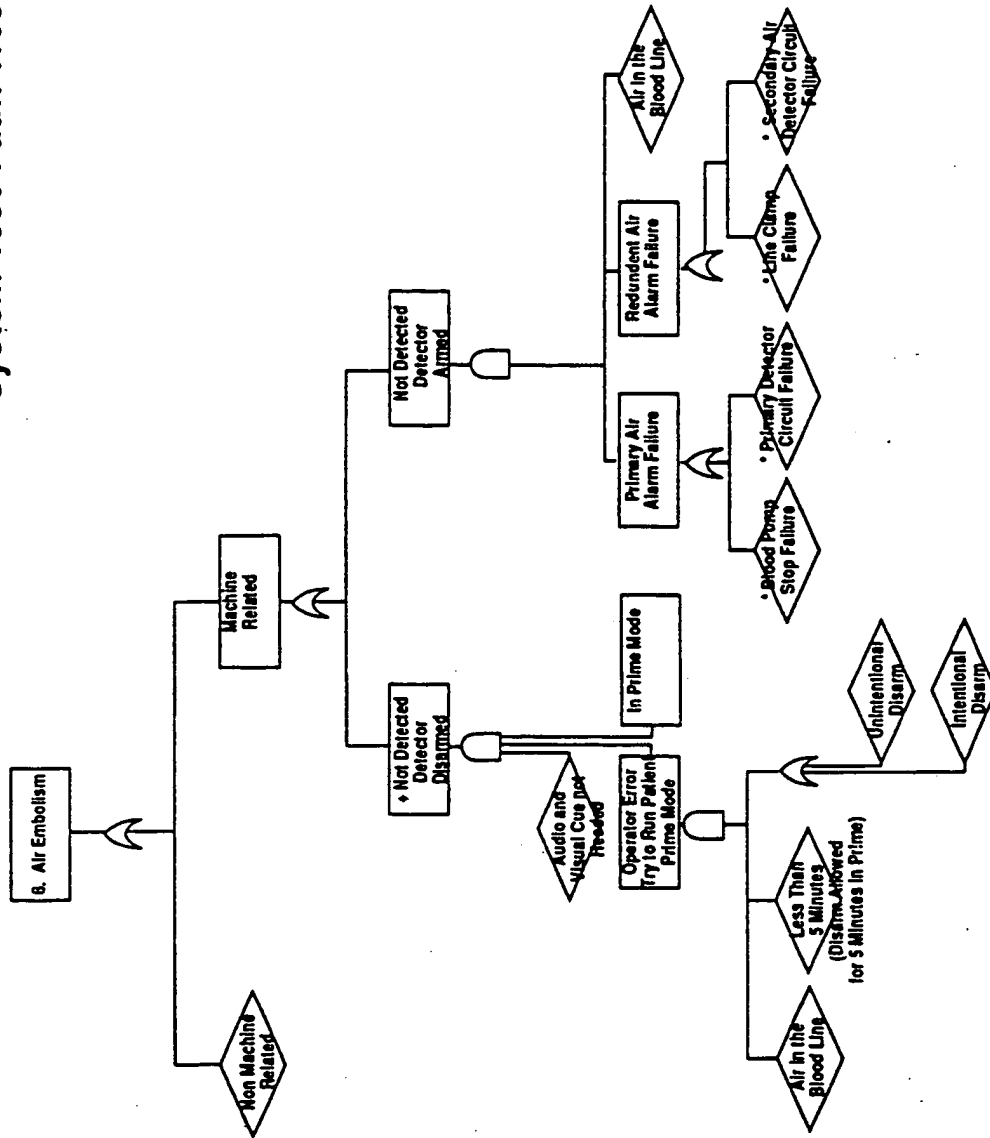 6. Air Embolism
Non Machine
Related
Machine
Related
+ Not Detected
Detector
Disarmed
Not Detected
Detector
Armed
Audio and
Visual Cue not
Heeded
Operator Error
Try to Run Patient
Prime Mode
In Prime Mode
Air in the
Blood Line
Less Than
5 Minutes
(Disarm Allowed
for 5 Minutes in Prime)
Unintentional
Disarm
Intentional
Disarm
Primary Air
Alarm Failure
Redundent Air
Alarm Failure
Air in the
Blood Line
* Blood Pump
Stop Failure
* Primary Detector
Circuit Failure
* Line Clamp
Failure
* Secondary Air
Detector Circuit
Failure